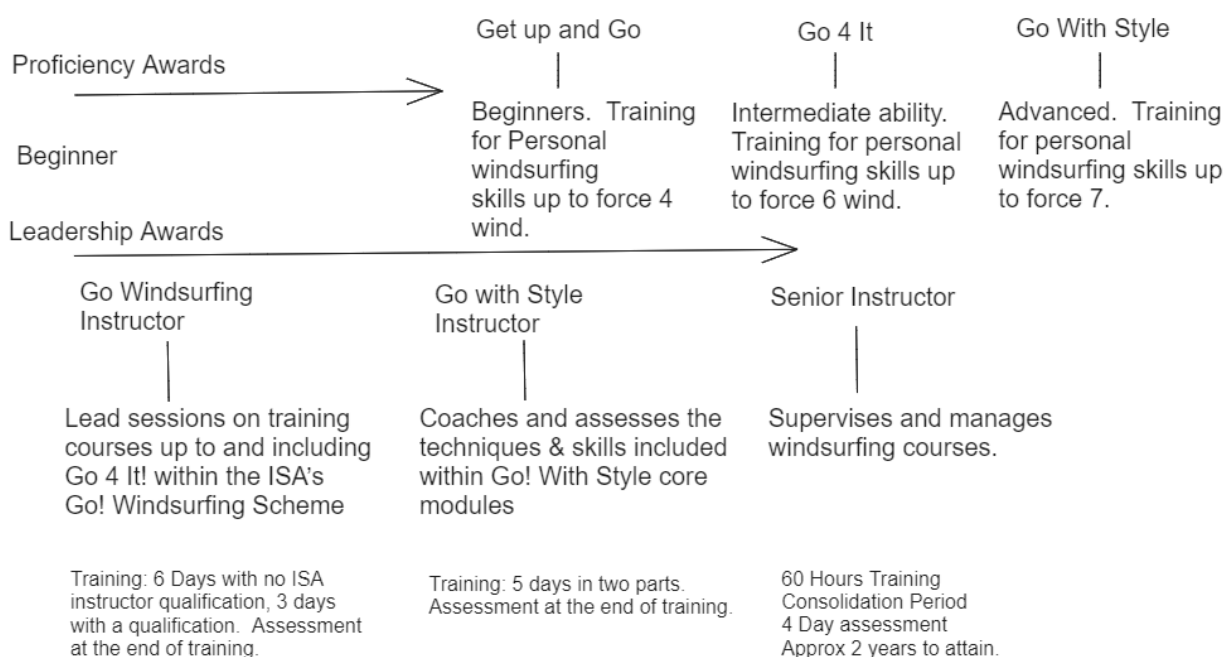 Get up and Go
Go 4 It
Go With Style
Proficiency Awards
Beginners. Training
for Personal
windsurfing
skills up to force 4
wind.
Intermediate ability.
Training for personal
windsurfing skills up
to force 6 wind.
Advanced. Training
for personal
windsurfing skills up
to force 7.
Beginner
Leadership Awards
Go Windsurfing
Instructor
Go with Style
Instructor
Senior Instructor
Lead sessions on training
courses up to and including
Go 4 It! within the ISA’s
Go! Windsurfing Scheme
Coaches and assesses the
techniques & skills included
within Go! With Style core
modules
Supervises and manages
windsurfing courses.
Training: 6 Days with no ISA
instructor qualification, 3 days
with a qualification. Assessment
at the end of training.
Training: 5 days in two parts.
Assessment at the end of training.
60 Hours Training
Consolidation Period
4 Day assessment
Approx 2 years to attain.